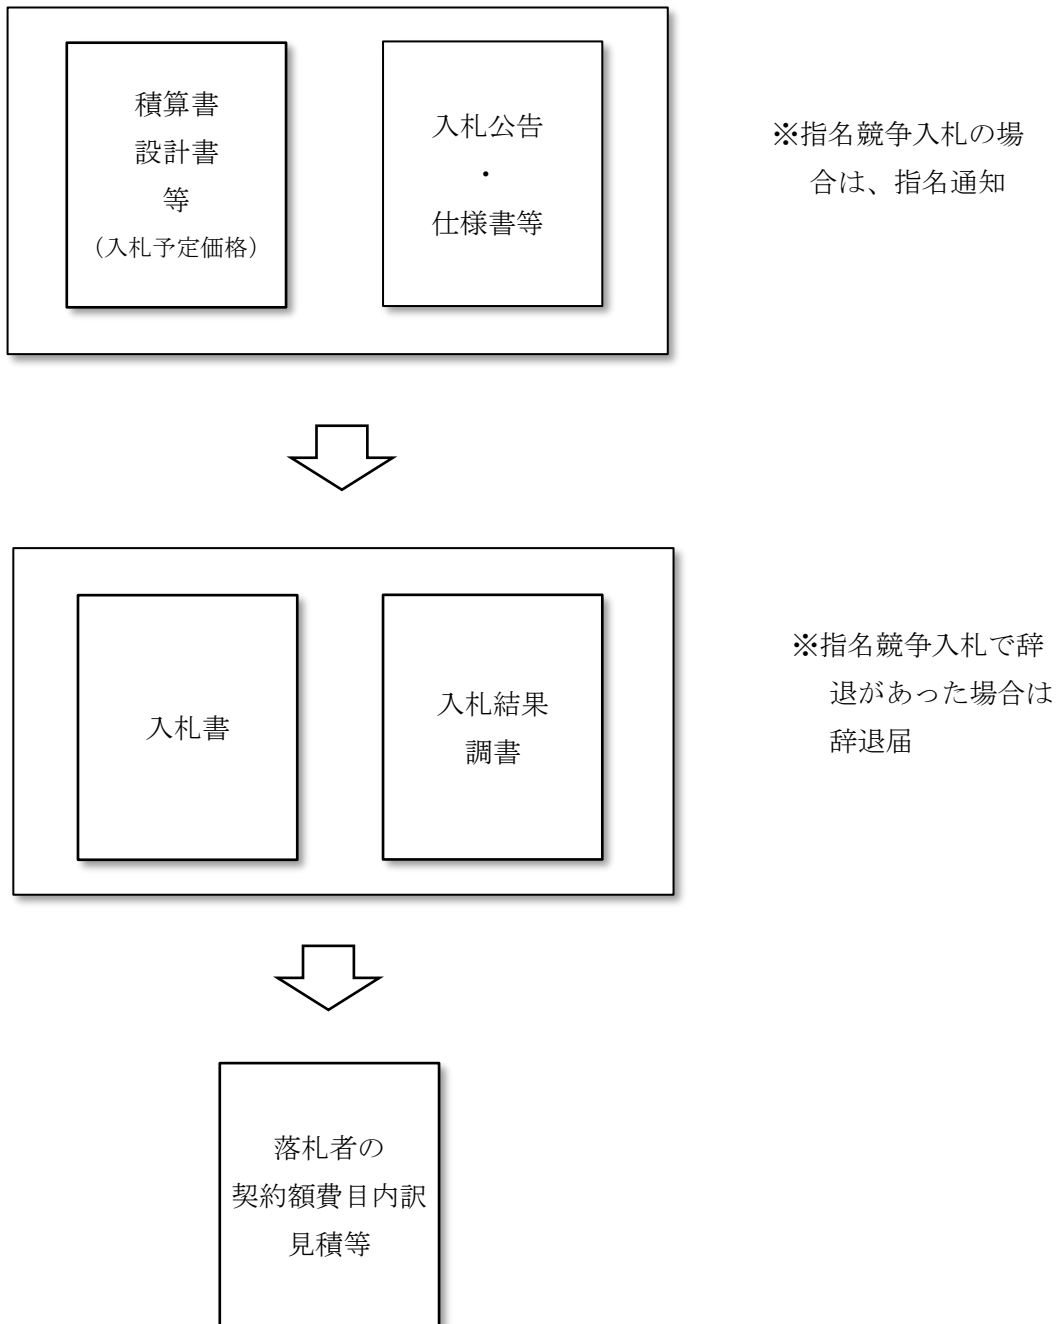 積算書
設計書
等
（入札予定価格）
入札公告
・
仕様書等
※指名競争入札の場
合は、指名通知
入札書
入札結果
調書
※指名競争入札で辞
退があった場合は
辞退届
落札者の
契約額費目内訳
見積等